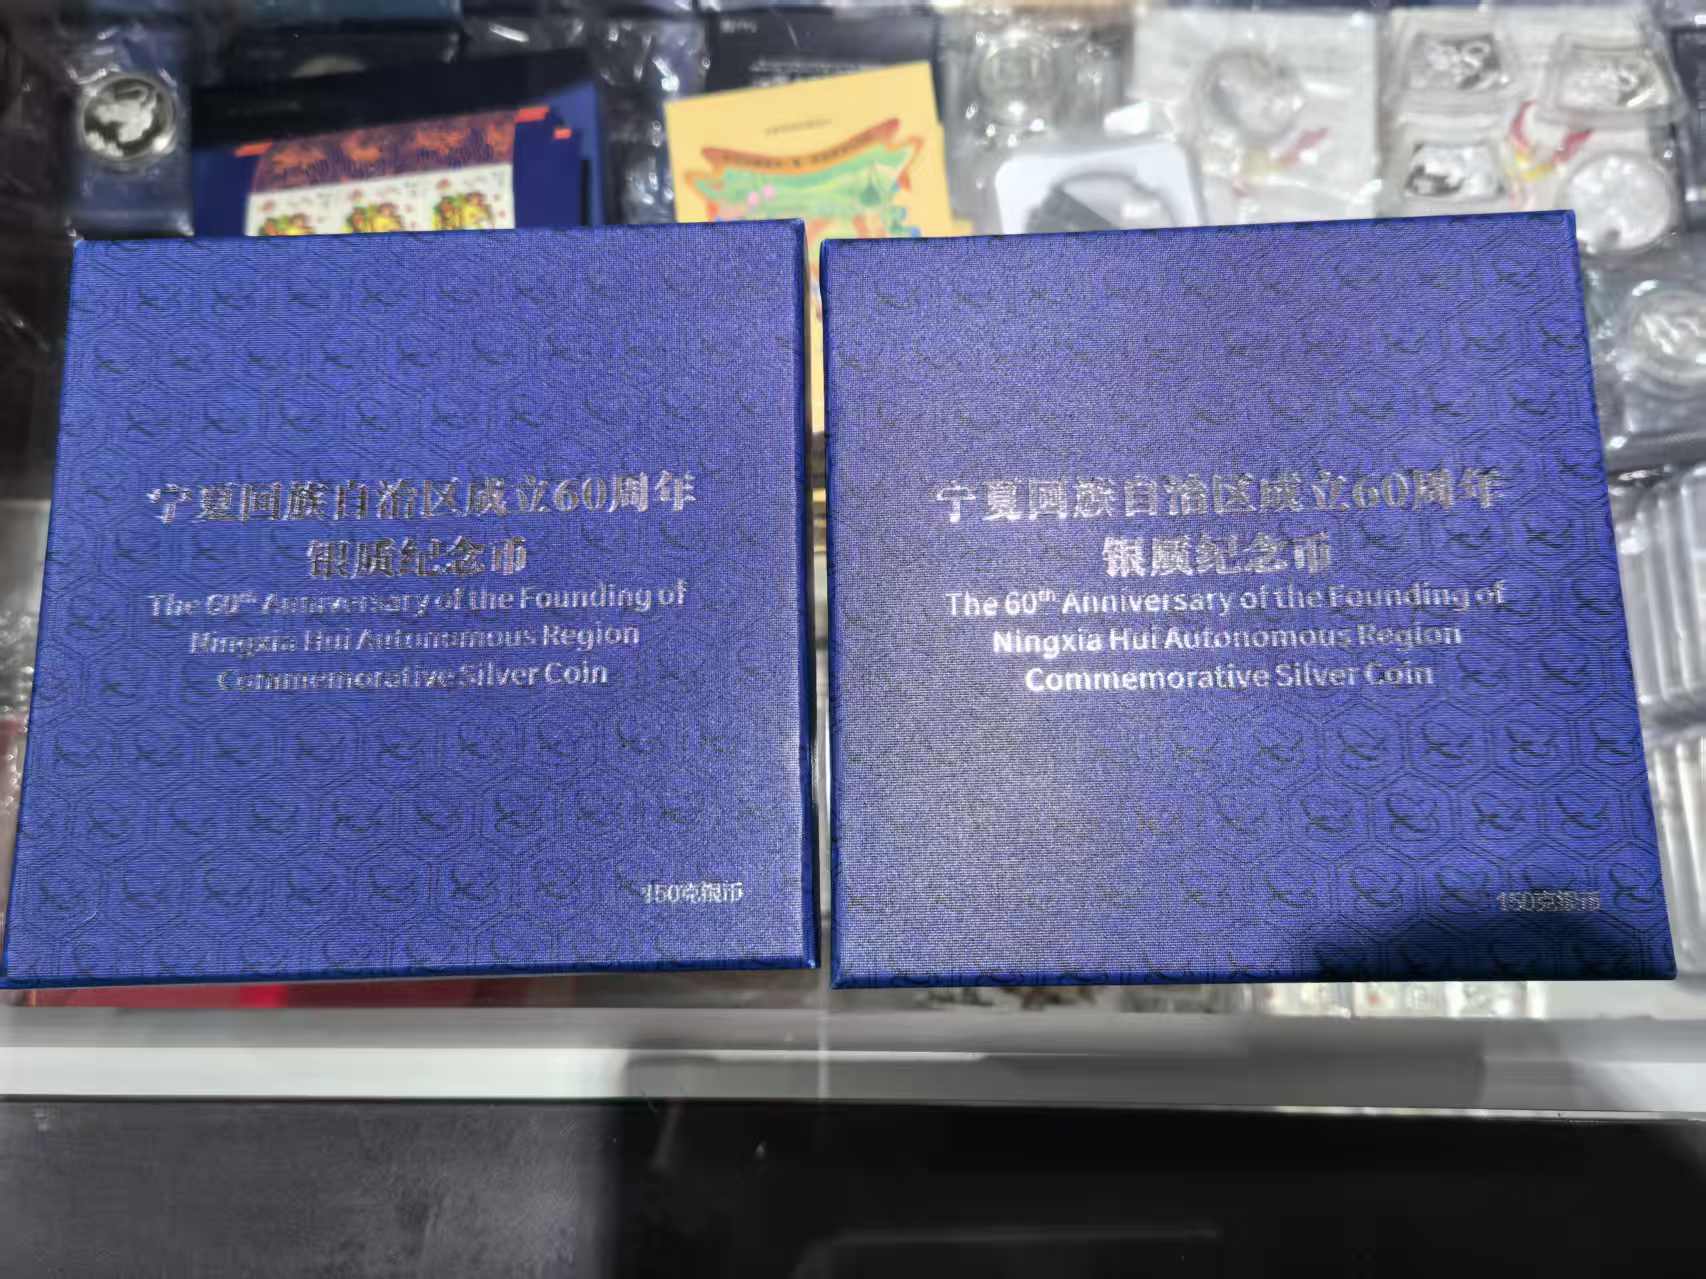 宁夏回族自治区成立60周年
银质纪念币
The 60th Anniversary of the Founding of
Ningxia Hui Autonomous Region
Commemorative Silver Coin
150克银币
宁夏回族自治区成立60周年
银质纪念币
The 60th Anniversary of the Founding of
Ningxia Hui Autonomous Region
Commemorative Silver Coin
150克银币